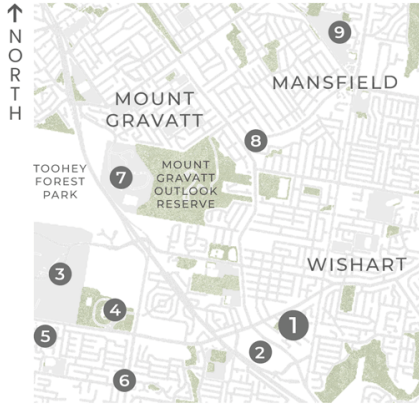 NORTH
9
MANSFIELD
MOUNT
GRAVATT
8
TOOHEY
FOREST
PARK
7
MOUNT
GRAVATT
OUTLOOK
RESERVE
WISHART
3
4
1
5
2
6